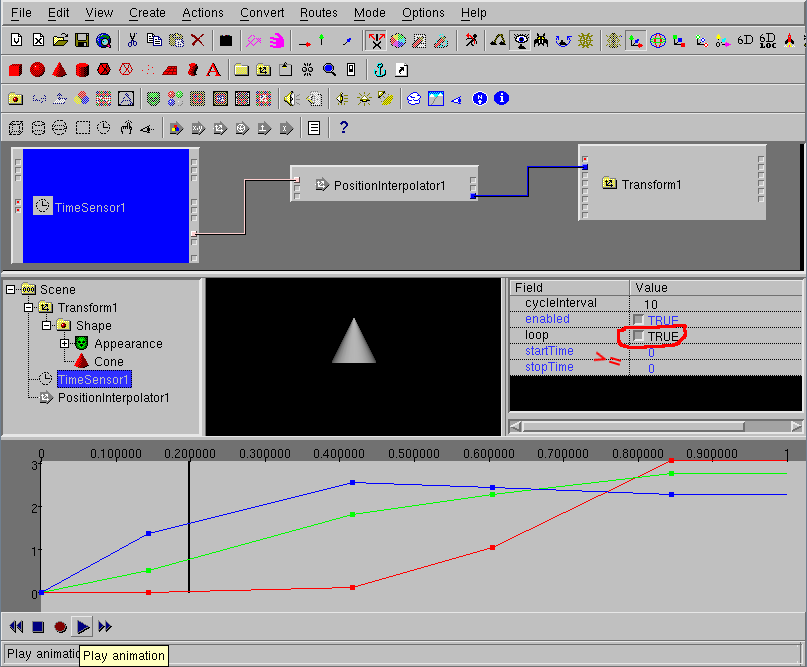 File Edit View Create Actions Convert Routes Mode Options Help
6D 6D LOC
TimeSensor1
PositionInterpolator1
Transform1
Scene
Transform1
Shape
Appearance
Cone
TimeSensor1
PositionInterpolator1
Field Value
cycleInterval 10
enabled TRUE
loop TRUE
startTime 0
>=
stopTime 0
0 0.100000 0.200000 0.300000 0.400000 0.500000 0.600000 0.700000 0.800000 0.900000 1
3
2
1
0
Play animatio
Play animation